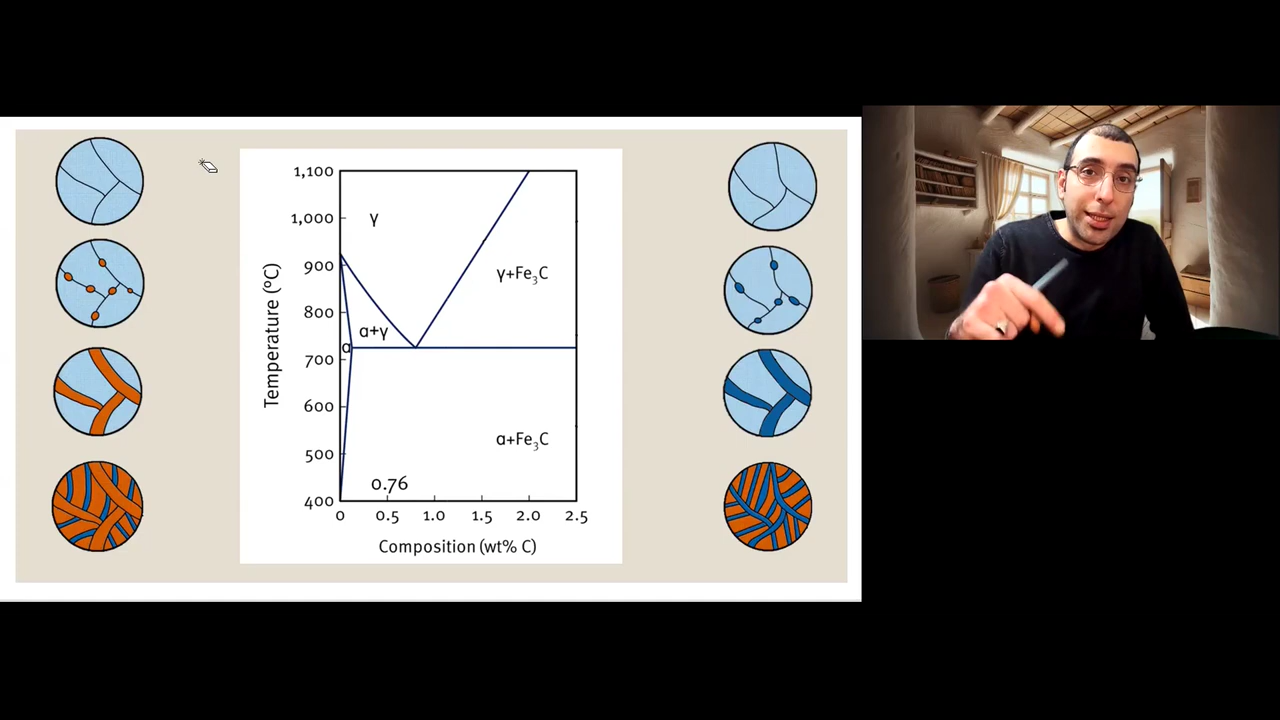 1,100
1,000
900
800
700
600
500
400
Temperature (ºC)
γ
γ+Fe₃C
α+γ
α
α+Fe₃C
0.76
0 0.5 1.0 1.5 2.0 2.5
Composition (wt% C)